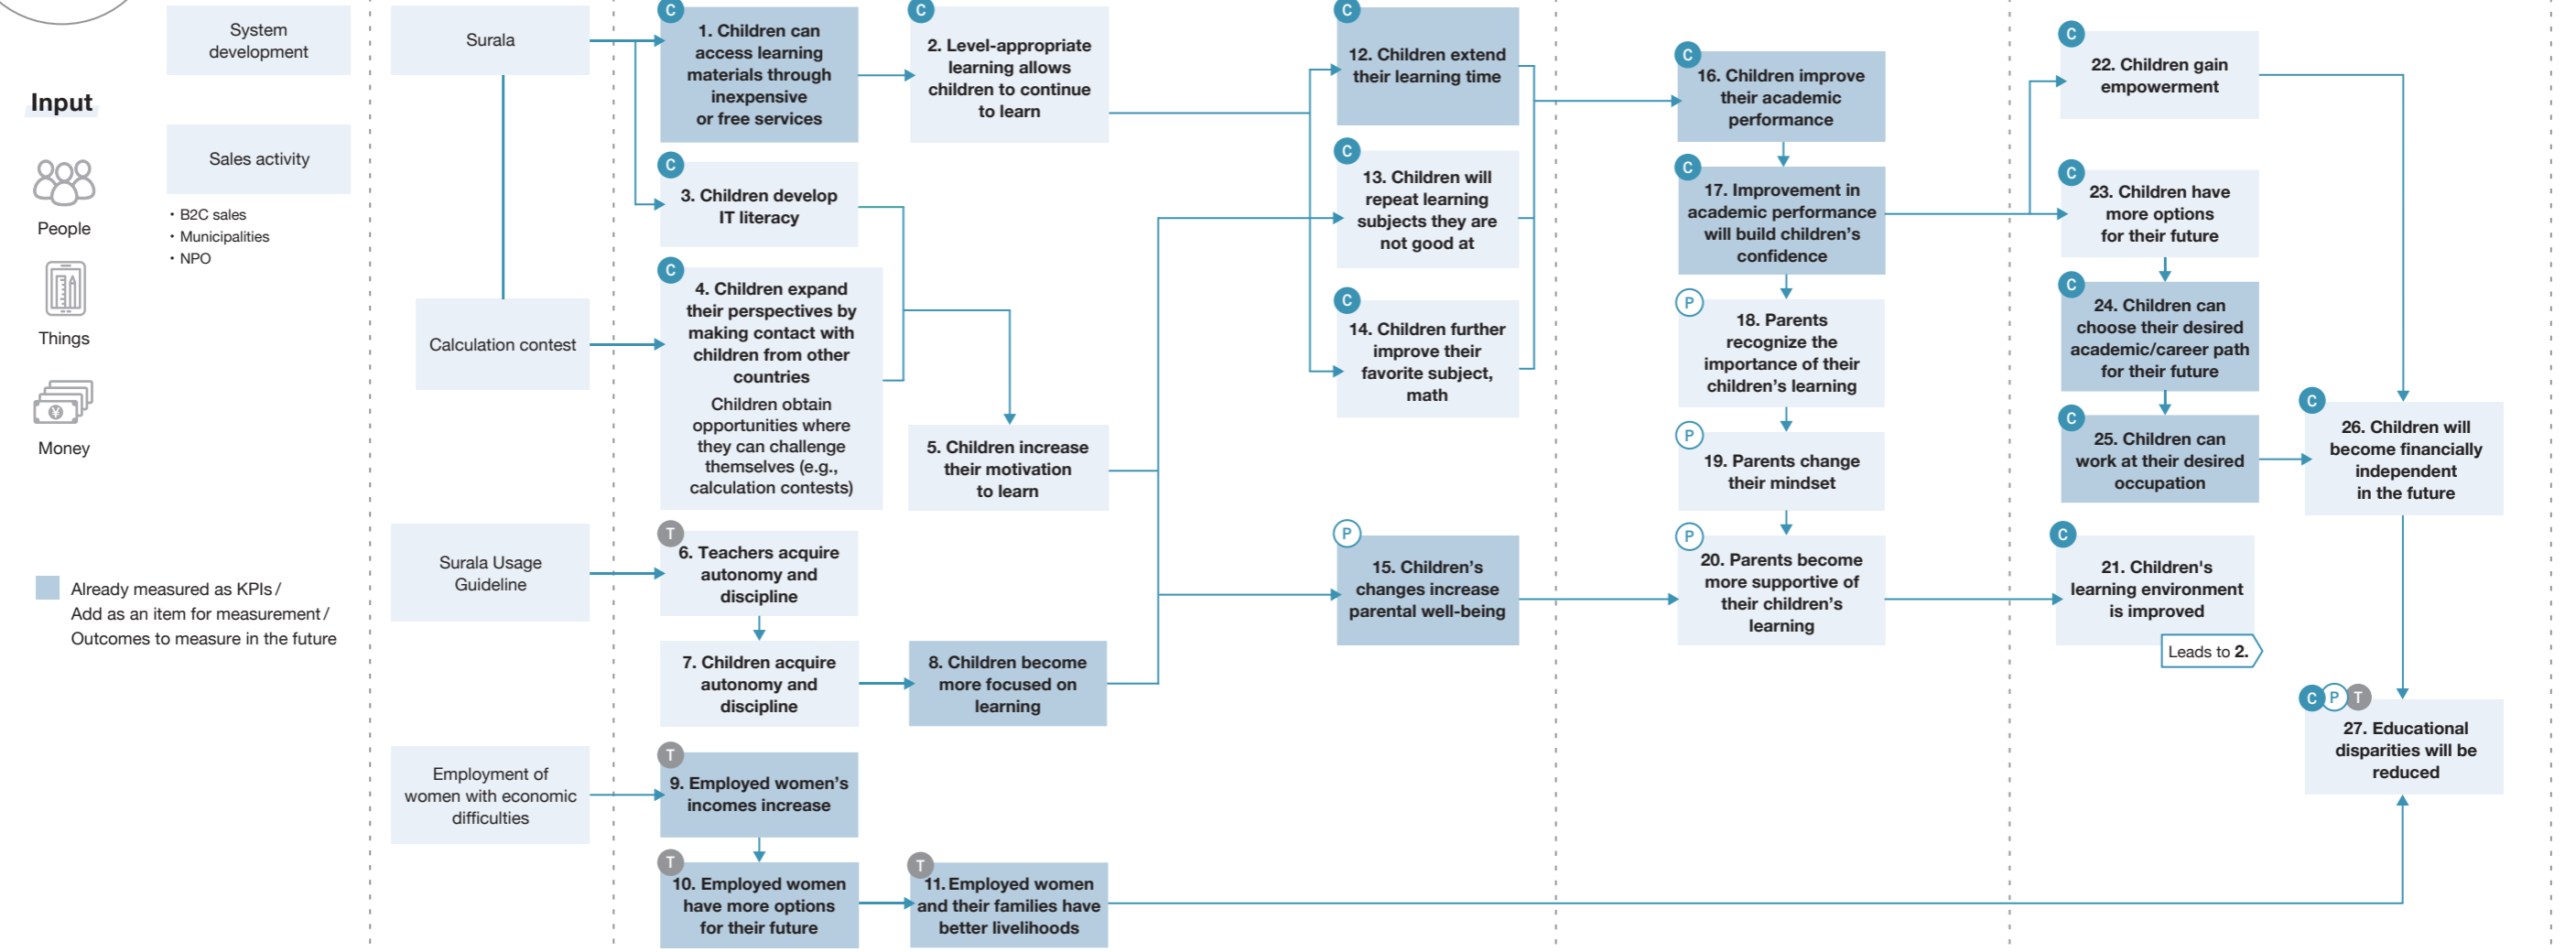 System
development
Input
Sales activity
• B2C sales
• Municipalities
• NPO
People
Things
Money
Already measured as KPIs /
Add as an item for measurement /
Outcomes to measure in the future
Surala
Calculation contest
Surala Usage
Guideline
Employment of
women with economic
difficulties
C
1. Children can
access learning
materials through
inexpensive
or free services
C
2. Level-appropriate
learning allows
children to continue
to learn
C
3. Children develop
IT literacy
C
4. Children expand
their perspectives by
making contact with
children from other
countries
Children obtain
opportunities where
they can challenge
themselves (e.g.,
calculation contests)
5. Children increase
their motivation
to learn
T
6. Teachers acquire
autonomy and
discipline
7. Children acquire
autonomy and
discipline
8. Children become
more focused on
learning
T
9. Employed women's
incomes increase
T
10. Employed women
have more options
for their future
T
11. Employed women
and their families have
better livelihoods
C
12. Children extend
their learning time
C
13. Children will
repeat learning
subjects they are
not good at
C
14. Children further
improve their
favorite subject,
math
P
15. Children's
changes increase
parental well-being
C
16. Children improve
their academic
performance
C
17. Improvement in
academic performance
will build children's
confidence
P
18. Parents
recognize the
importance of their
children's learning
P
19. Parents change
their mindset
P
20. Parents become
more supportive of
their children's
learning
C
22. Children gain
empowerment
C
23. Children have
more options
for their future
C
24. Children can
choose their desired
academic/career path
for their future
C
25. Children can
work at their desired
occupation
C
26. Children will
become financially
independent
in the future
C
21. Children's
learning environment
is improved
Leads to 2.
C P T
27. Educational
disparities will be
reduced